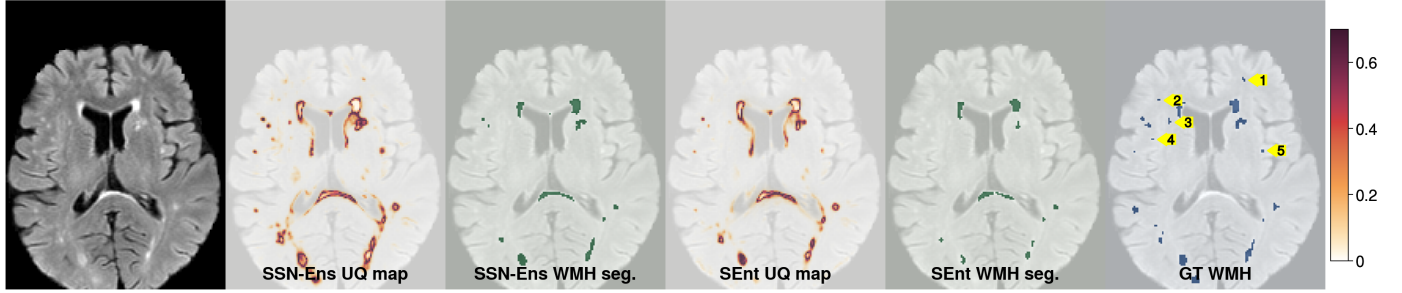 1
2
3
4
5
SSN-Ens UQ map
SSN-Ens WMH seg.
SEnt UQ map
SEnt WMH seg.
GT WMH
0.6
0.4
0.2
0